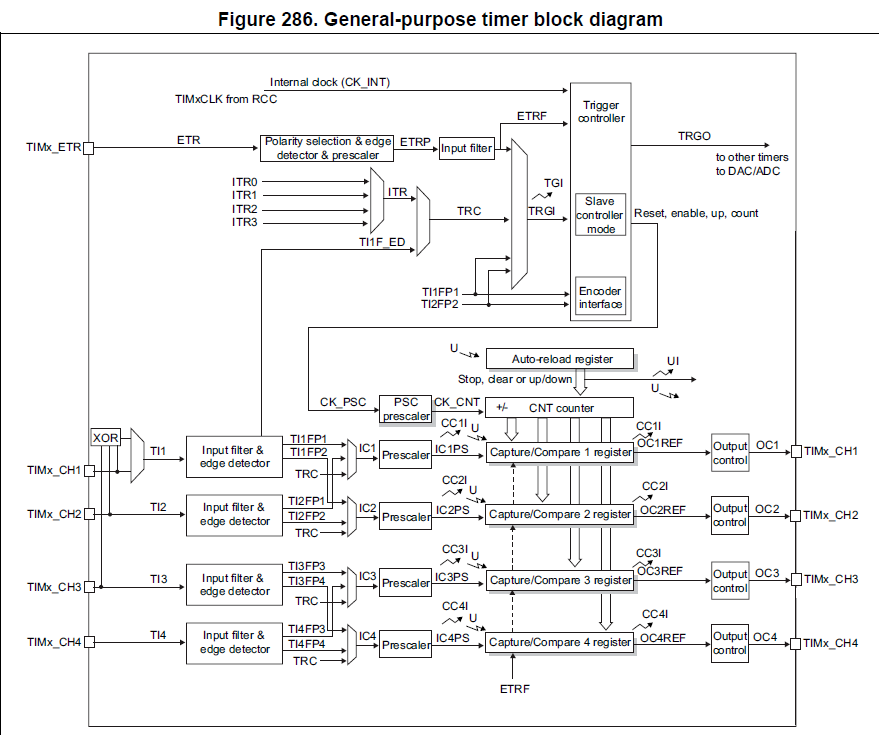 Figure 286. General-purpose timer block diagram
Internal clock (CK_INT)
TIMxCLK from RCC
Trigger
controller
ETRF
TIMx_ETR
ETR
Polarity selection & edge
detector & prescaler
ETRP
Input filter
TRGO
to other timers
to DAC/ADC
ITR0
ITR1
ITR2
ITR3
ITR
TRC
TI1F_ED
TGI
TRGI
Slave
controller
mode
Reset, enable, up, count
TI1FP1
TI2FP2
Encoder
interface
U
Auto-reload register
UI
Stop, clear or up/down
U
CK_PSC
PSC
prescaler
CK_CNT
+/-
CNT counter
XOR
TIMx_CH1
TI1
Input filter &
edge detector
TI1FP1
TI1FP2
TRC
IC1
Prescaler
CC1I
U
IC1PS
Capture/Compare 1 register
CC1I
OC1REF
Output
control
OC1
TIMx_CH1
TIMx_CH2
TI2
Input filter &
edge detector
TI2FP1
TI2FP2
TRC
IC2
Prescaler
CC2I
U
IC2PS
Capture/Compare 2 register
CC2I
OC2REF
Output
control
OC2
TIMx_CH2
TIMx_CH3
TI3
Input filter &
edge detector
TI3FP3
TI3FP4
TRC
IC3
Prescaler
CC3I
U
IC3PS
Capture/Compare 3 register
CC3I
OC3REF
Output
control
OC3
TIMx_CH3
TIMx_CH4
TI4
Input filter &
edge detector
TI4FP3
TI4FP4
TRC
IC4
Prescaler
CC4I
U
IC4PS
Capture/Compare 4 register
CC4I
OC4REF
Output
control
OC4
TIMx_CH4
ETRF